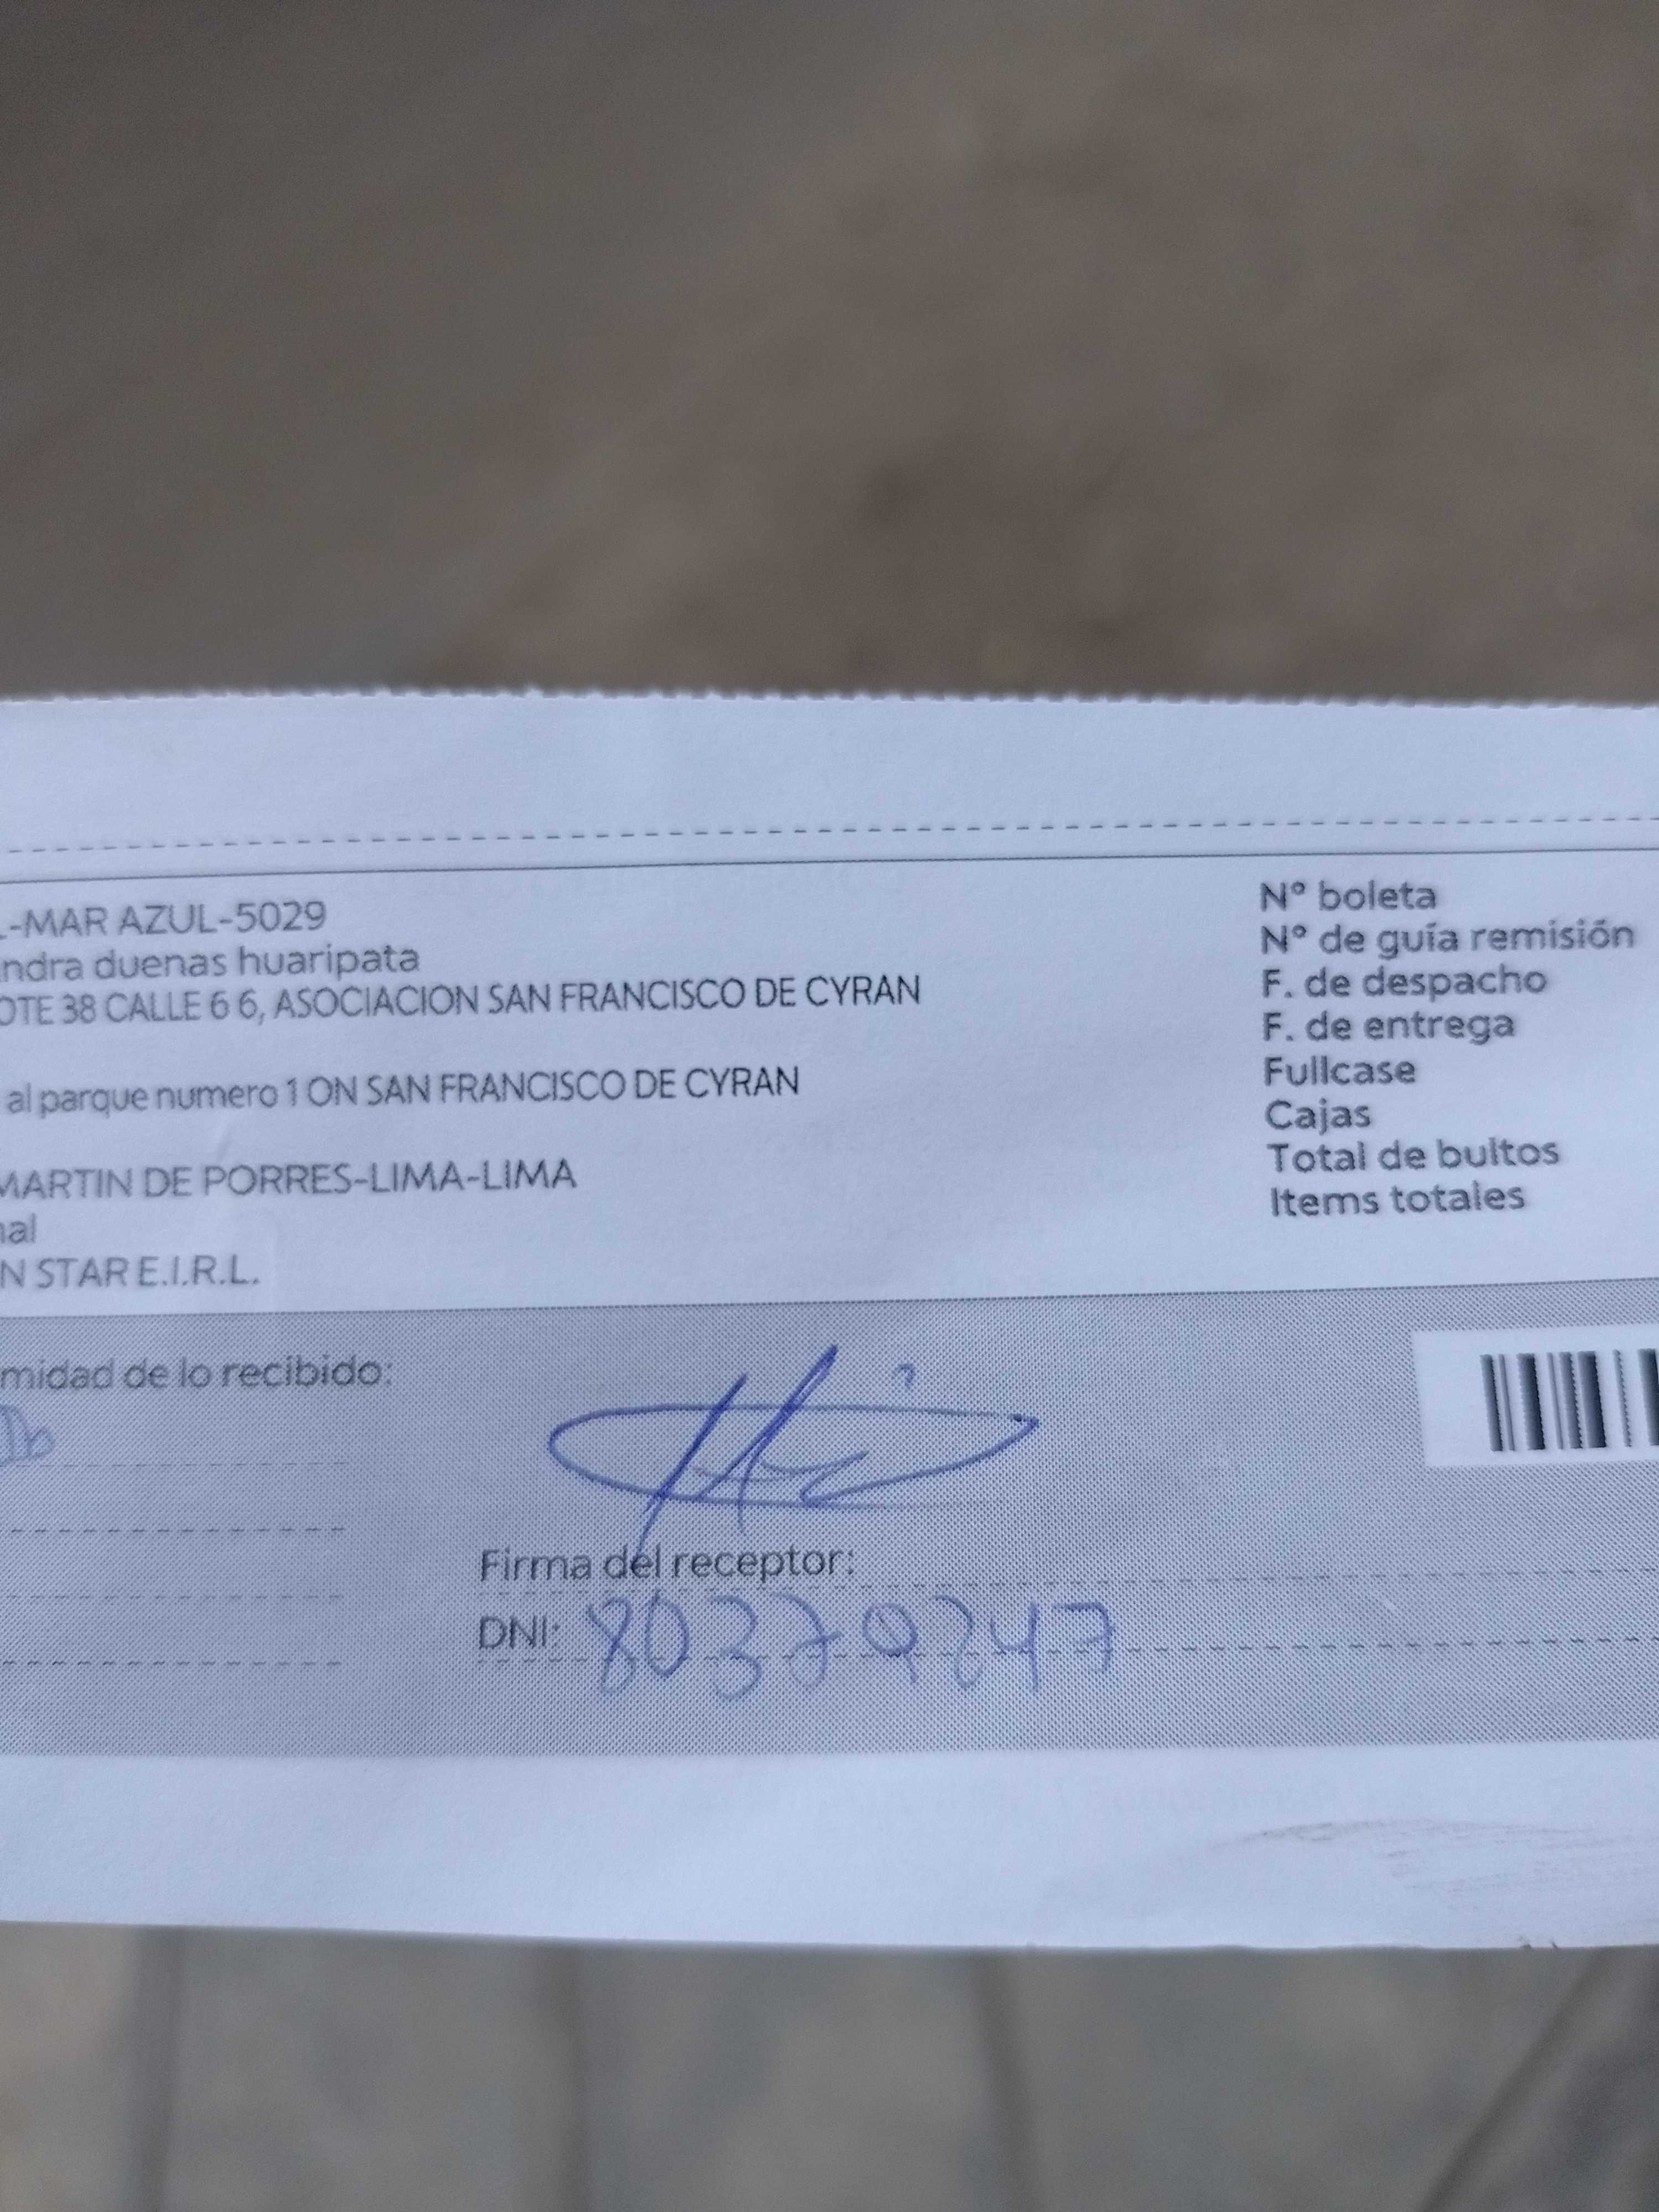 -MAR AZUL-5029
ndra duenas huaripata
OTE 38 CALLE 6 6, ASOCIACION SAN FRANCISCO DE CYRAN
al parque numero 1 ON SAN FRANCISCO DE CYRAN
MARTIN DE PORRES-LIMA-LIMA
nal
N STAR E.I.R.L.
Nº boleta
Nº de guía remisión
F. de despacho
F. de entrega
Fullcase
Cajas
Total de bultos
Items totales
midad de lo recibido:
Firma del receptor:
DNI: 80379247